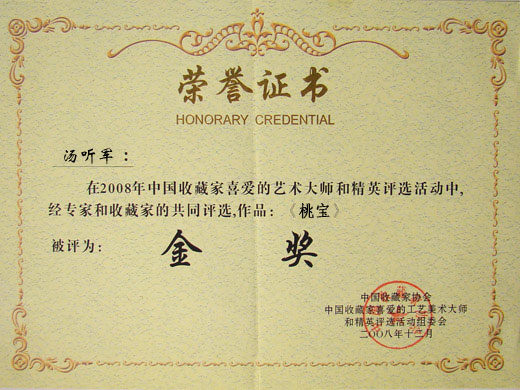 荣誉证书
HONORARY CREDENTIAL
汤听军：
在2008年中国收藏家喜爱的艺术大师和精英评选活动中,
经专家和收藏家的共同评选,作品：《桃宝》
被评为: 金 奖
中国收藏家协会
中国收藏家喜爱的工艺美术大师
和精英评选活动组委会
二〇〇八年十二月